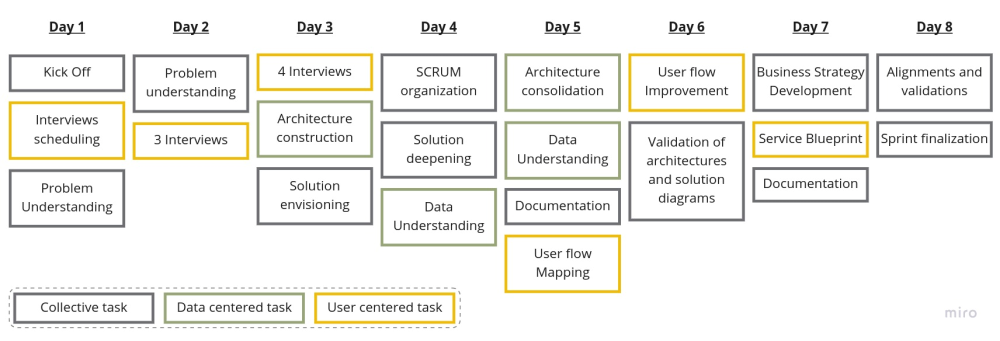 Day 1
Kick Off
Interviews
scheduling
Problem
Understanding
Day 2
Problem
understanding
3 Interviews
Day 3
4 Interviews
Architecture
construction
Solution
envisioning
Day 4
SCRUM
organization
Solution
deepening
Data
Understanding
Day 5
Architecture
consolidation
Data
Understanding
Documentation
User flow
Mapping
Day 6
User flow
Improvement
Validation of
architectures
and solution
diagrams
Day 7
Business Strategy
Development
Service Blueprint
Documentation
Day 8
Alignments and
validations
Sprint finalization
Collective task
Data centered task
User centered task
miro